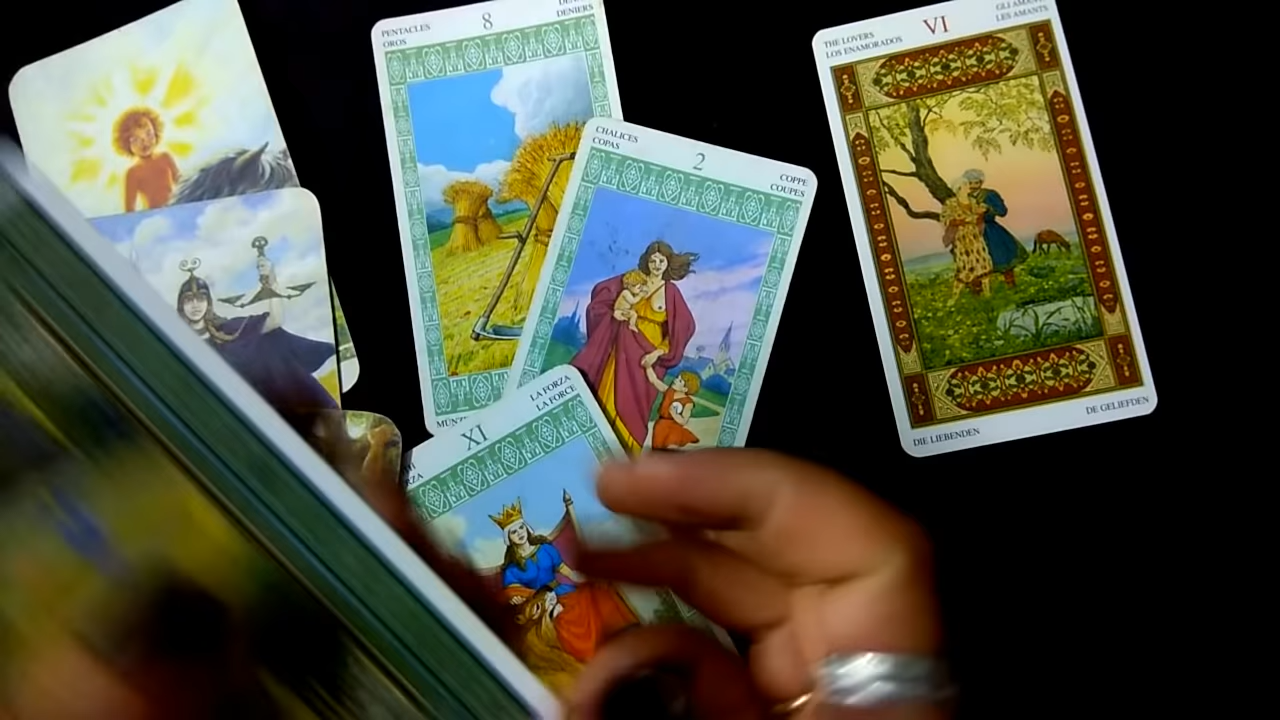 PENTACLES
OROS
8
DENIERS
MÜNZ
CHALICES
COPAS
2
COPPE
COUPES
THE LOVERS
LOS ENAMORADOS
VI
GLI AMANTI
LES AMANTS
DIE LIEBENDEN
DE GELIEFDEN
LA FORZA
LA FORCE
XI